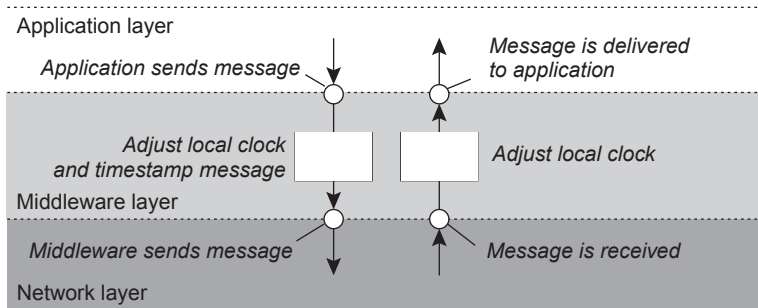 Application layer
Application sends message
Message is delivered
to application
Adjust local clock
and timestamp message
Adjust local clock
Middleware layer
Middleware sends message
Message is received
Network layer